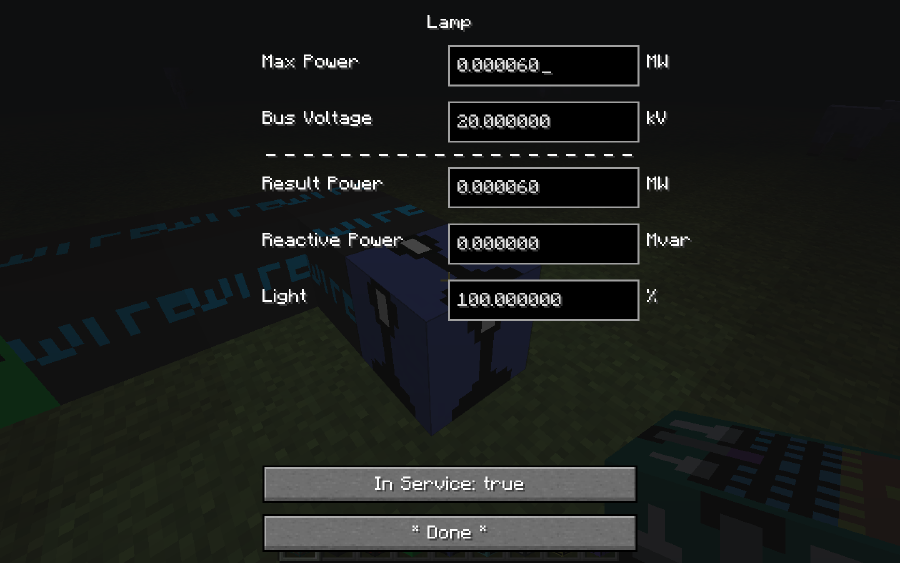 Lamp
Max Power 0.000060_ MW
Bus Voltage 20.000000 kV
Result Power 0.000060 MW
Reactive Power 0.000000 Mvar
Light 100.000000 %
In Service: true
* Done *